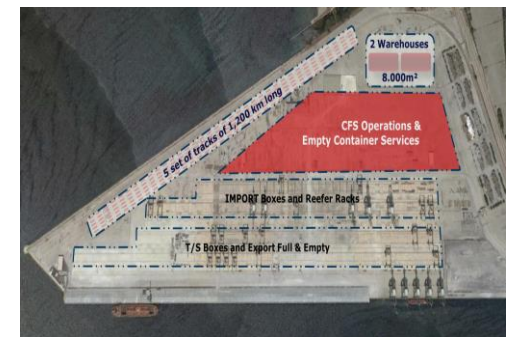 2 Warehouses
8.000m²
5 set of tracks of 1,200 km long
CFS Operations &
Empty Container Services
IMPORT Boxes and Reefer Racks
T/S Boxes and Export Full & Empty